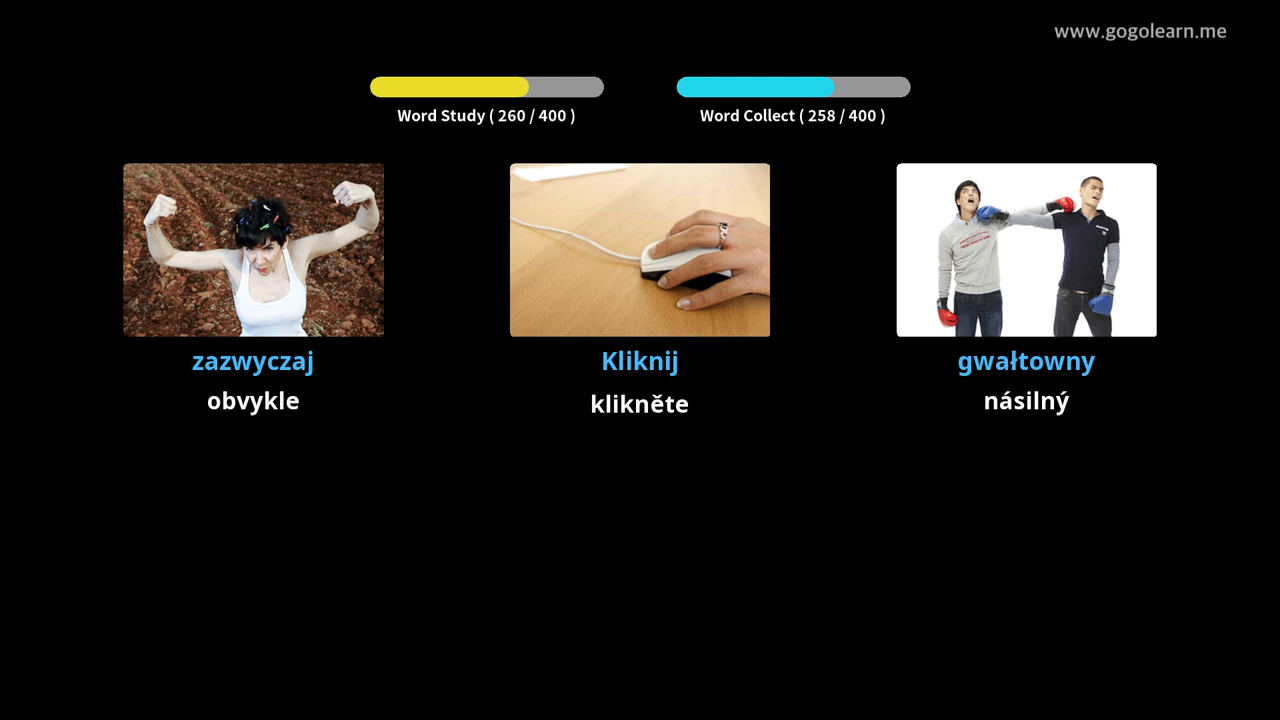 www.gogolearn.me
Word Study ( 260 / 400 )
Word Collect ( 258 / 400 )
zazwyczaj
Kliknij
gwałtowny
obvykle
klikněte
násilný